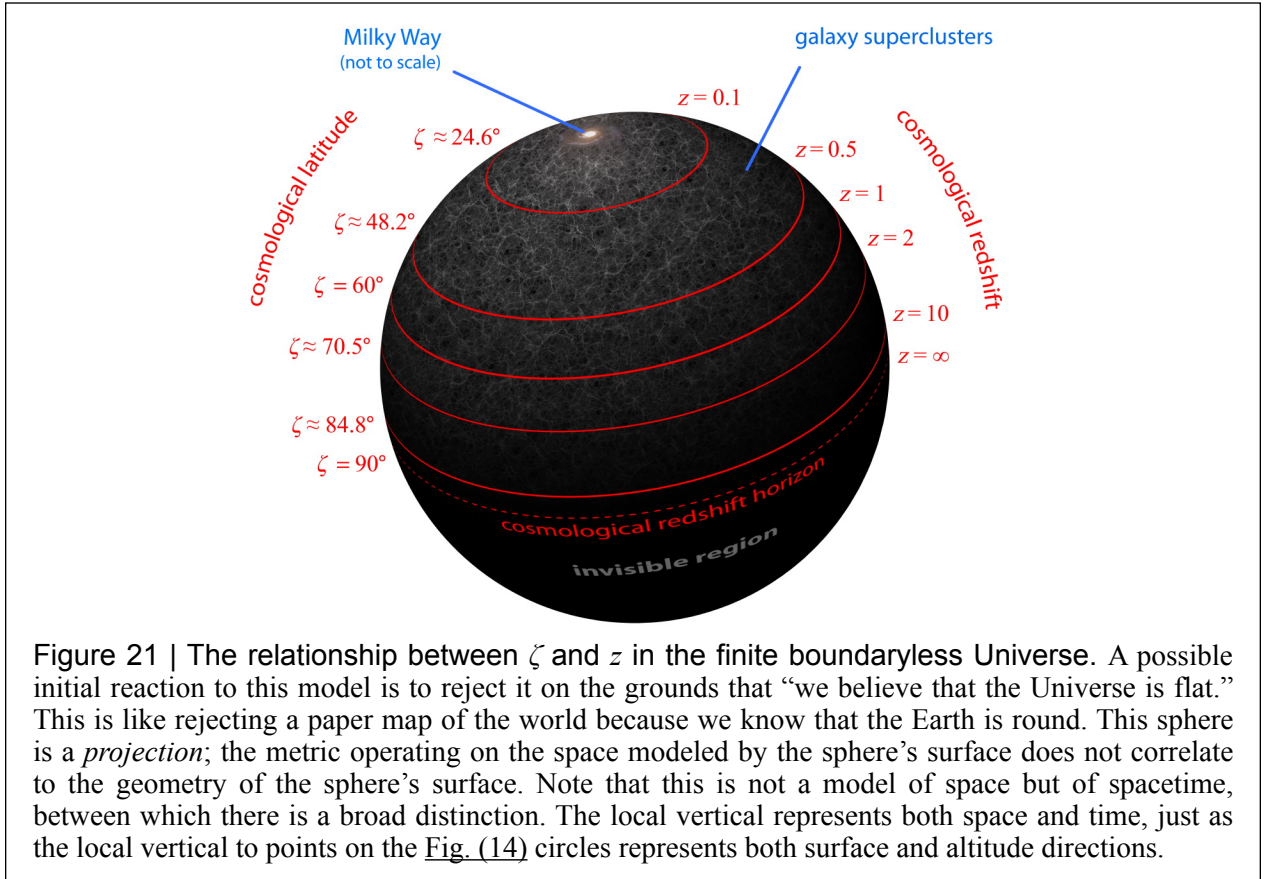 Milky Way
(not to scale)
galaxy superclusters
cosmological latitude
cosmological redshift
ζ ≈ 24.6°
z = 0.1
ζ ≈ 48.2°
z = 0.5
ζ = 60°
z = 1
ζ ≈ 70.5°
z = 2
ζ ≈ 84.8°
z = 10
ζ = 90°
z = ∞
cosmological redshift horizon
invisible region
Figure 21 | The relationship between ζ and z in the finite boundaryless Universe. A possible
initial reaction to this model is to reject it on the grounds that “we believe that the Universe is flat.”
This is like rejecting a paper map of the world because we know that the Earth is round. This sphere
is a projection; the metric operating on the space modeled by the sphere’s surface does not correlate
to the geometry of the sphere’s surface. Note that this is not a model of space but of spacetime,
between which there is a broad distinction. The local vertical represents both space and time, just as
the local vertical to points on the Fig. (14) circles represents both surface and altitude directions.